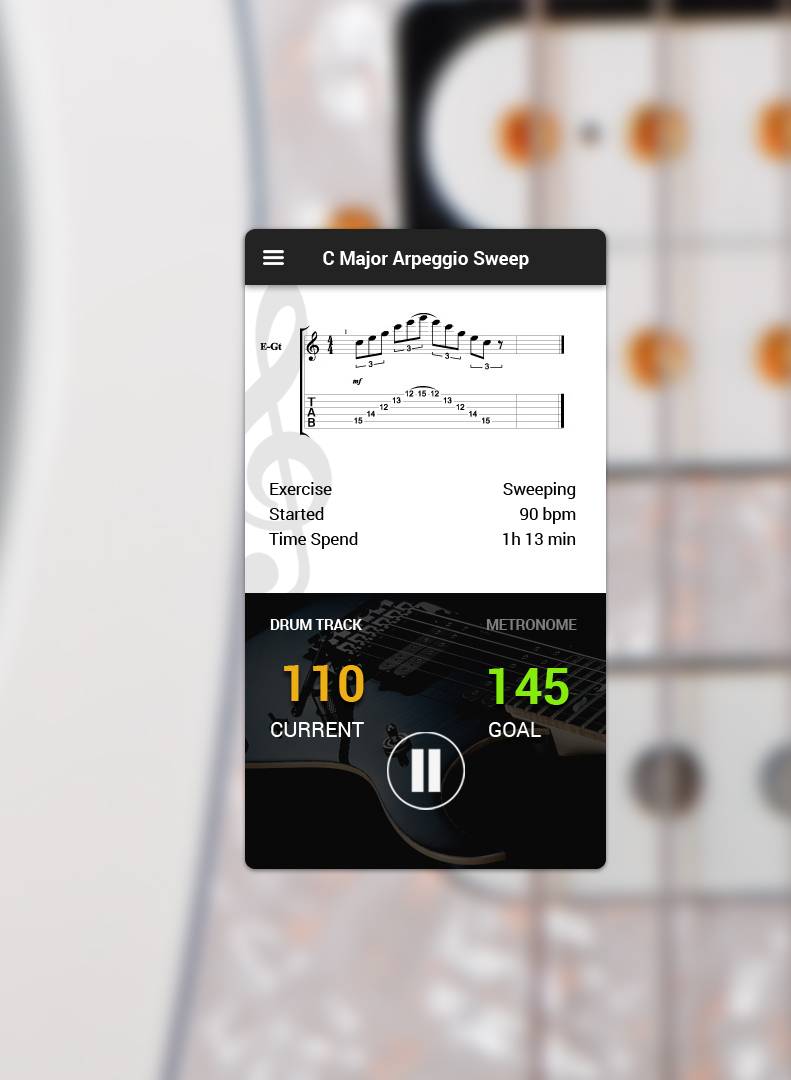 C Major Arpeggio Sweep
1
E-Gt
4
4
3
3
3
3
mf
T
A
B
15 14 12 13 12 15 12 13 12 14 15
Exercise Sweeping
Started 90 bpm
Time Spend 1h 13 min
DRUM TRACK METRONOME
110 145
CURRENT GOAL